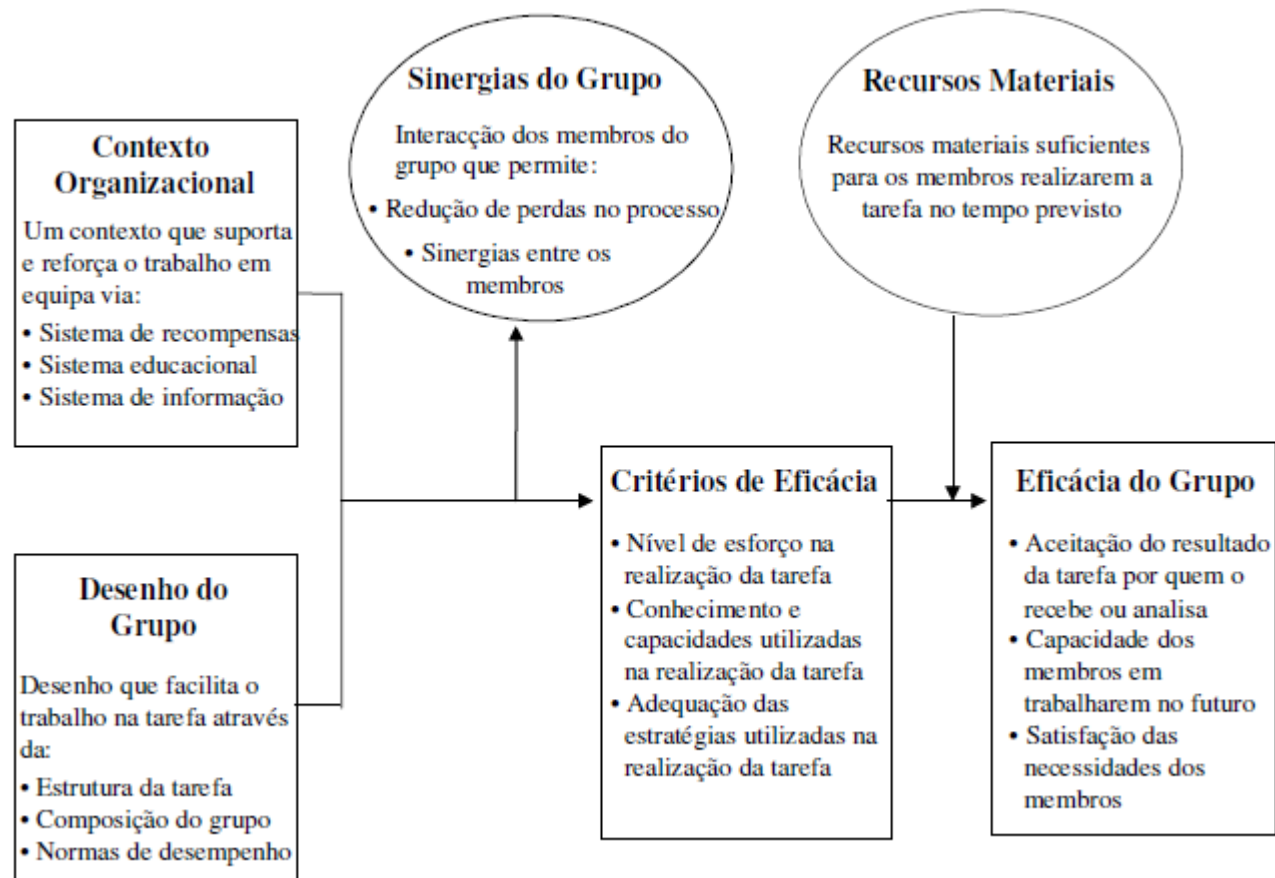 Sinergias do Grupo
Interacção dos membros do
grupo que permite:
• Redução de perdas no processo
• Sinergias entre os
membros
Recursos Materiais
Recursos materiais suficientes
para os membros realizarem a
tarefa no tempo previsto
Contexto
Organizacional
Um contexto que suporta
e reforça o trabalho em
equipa via:
• Sistema de recompensas
• Sistema educacional
• Sistema de informação
Desenho do
Grupo
Desenho que facilita o
trabalho na tarefa através
da:
• Estrutura da tarefa
• Composição do grupo
• Normas de desempenho
Critérios de Eficácia
• Nível de esforço na
realização da tarefa
• Conhecimento e
capacidades utilizadas
na realização da tarefa
• Adequação das
estratégias utilizadas na
realização da tarefa
Eficácia do Grupo
• Aceitação do resultado
da tarefa por quem o
recebe ou analisa
• Capacidade dos
membros em
trabalharem no futuro
• Satisfação das
necessidades dos
membros